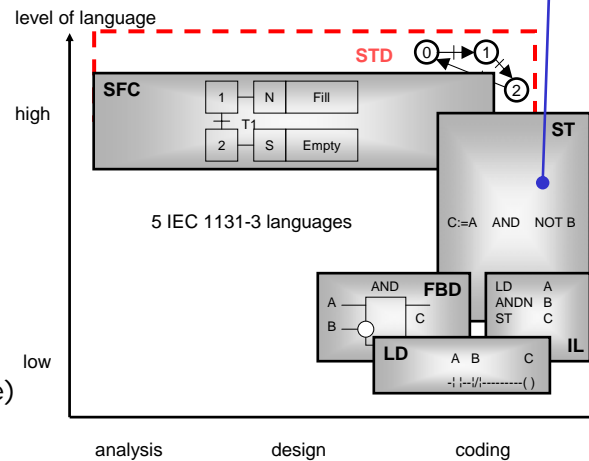 level of language
STD
0
1
2
SFC
1 N Fill
T1
2 S Empty
high
ST
5 IEC 1131-3 languages
C:=A AND NOT B
AND
FBD
A
B
C
LD A
ANDN B
ST C
IL
LD
A B C
-| |--|/|---------( )
low
e)
analysis design coding